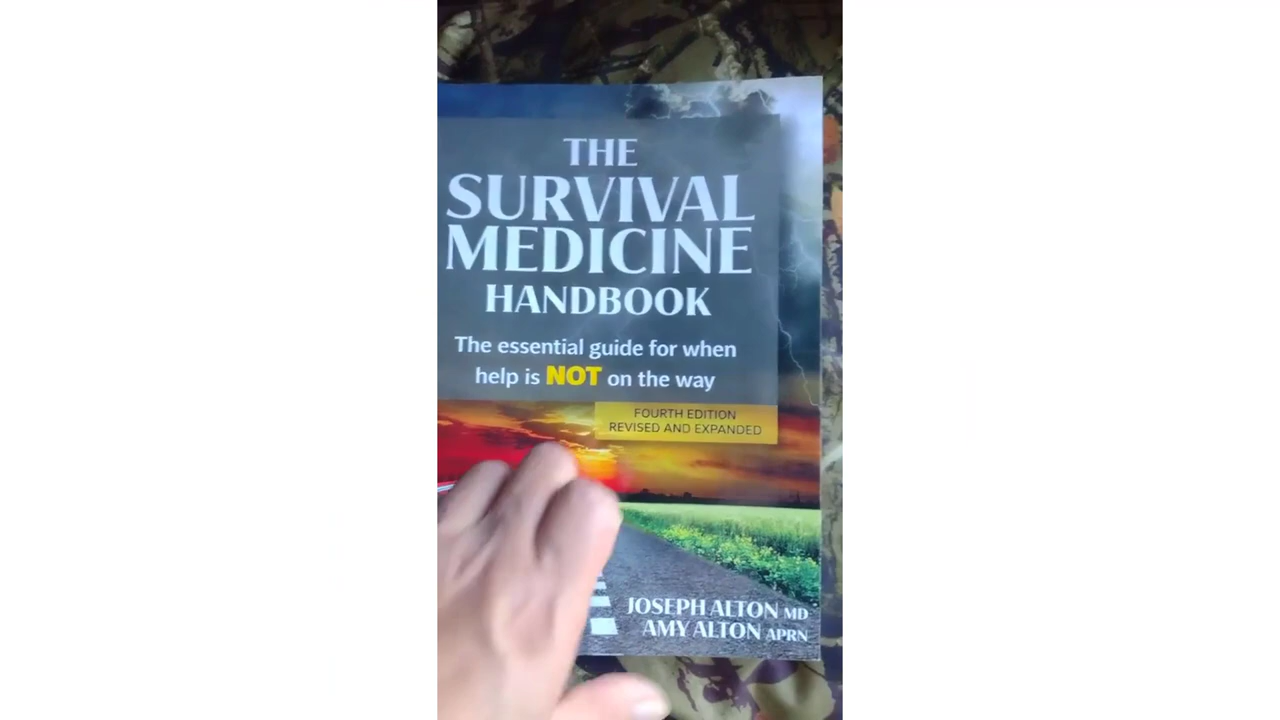 THE
SURVIVAL
MEDICINE
HANDBOOK
The essential guide for when
help is NOT on the way
FOURTH EDITION
REVISED AND EXPANDED
JOSEPH ALTON MD
AMY ALTON APRN